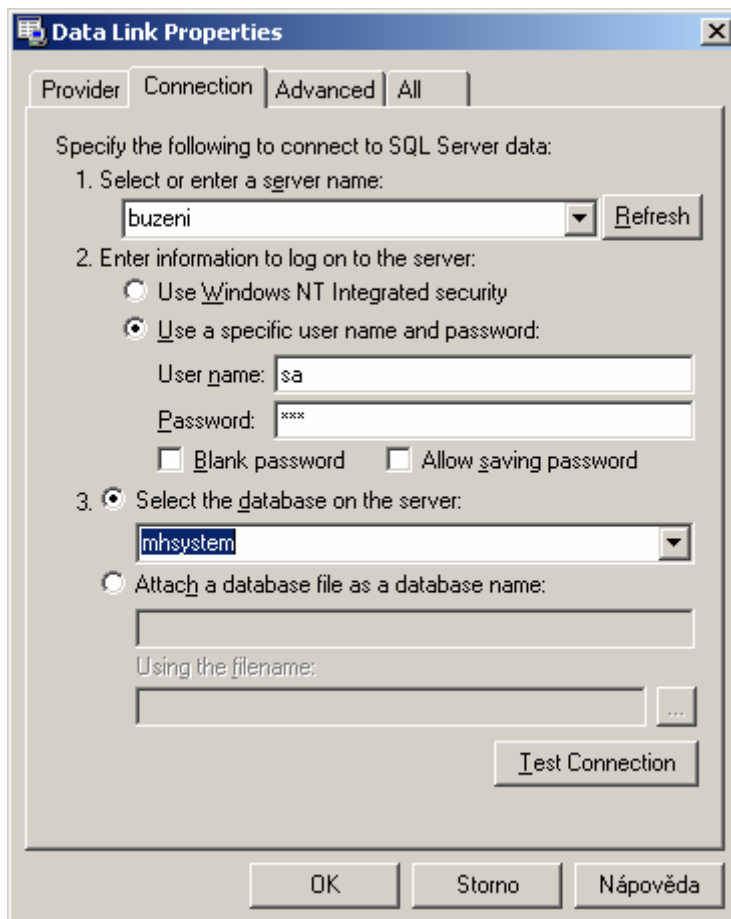 Data Link Properties
Provider Connection Advanced All
Specify the following to connect to SQL Server data:
1. Select or enter a server name:
buzeni Refresh
2. Enter information to log on to the server:
Use Windows NT Integrated security
Use a specific user name and password:
User name: sa
Password: ***
Blank password Allow saving password
3. Select the database on the server:
mhsystem
Attach a database file as a database name:
Using the filename:
...
Test Connection
OK Storno Nápověda